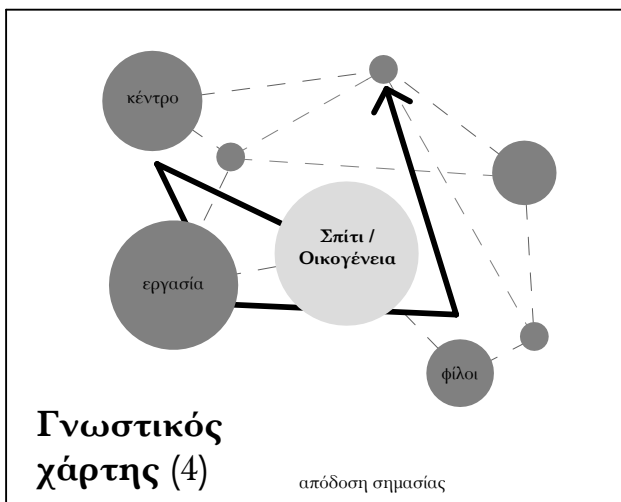 κέντρο
Σπίτι /
Οικογένεια
εργασία
φίλοι
Γνωστικός
χάρτης (4)
απόδοση σημασίας